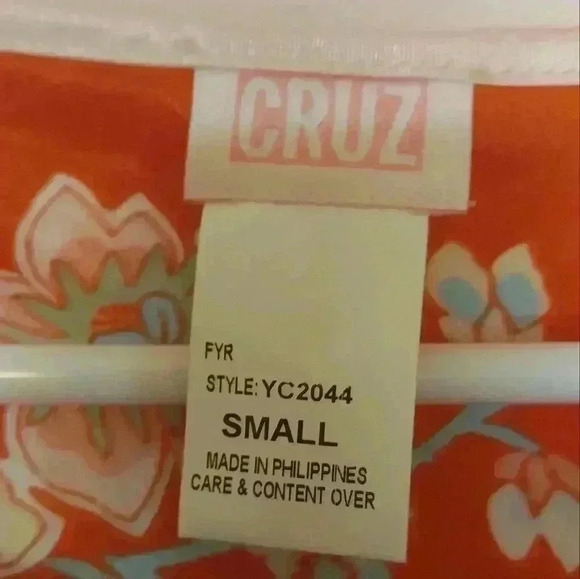 CRUZ
FYR
STYLE: YC2044
SMALL
MADE IN PHILIPPINES
CARE & CONTENT OVER